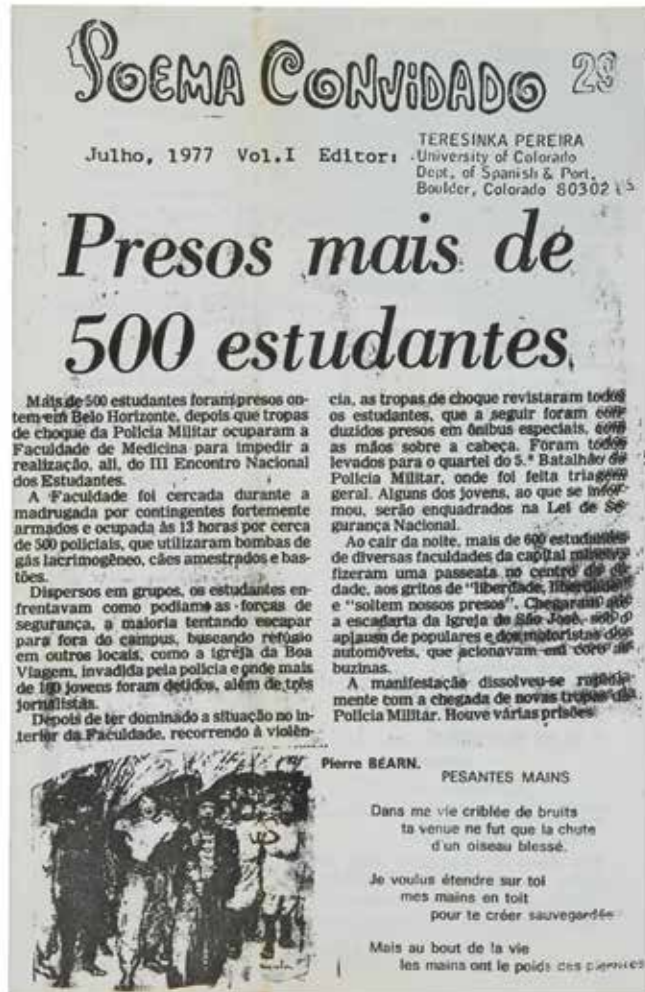 POEMA CONVIDADO 29
Julho, 1977 Vol.I Editor:
TERESINKA PEREIRA
University of Colorado
Dept. of Spanish & Port.
Boulder, Colorado 80302
Presos mais de
500 estudantes
Mais de 500 estudantes foram presos on-
tem em Belo Horizonte, depois que tropas
de choque da Polícia Militar ocuparam a
Faculdade de Medicina para impedir a
realização, ali, do III Encontro Nacional
dos Estudantes.
A Faculdade foi cercada durante a
madrugada por contingentes fortemente
armados e ocupada às 13 horas por cerca
de 500 policiais, que utilizaram bombas de
gás lacrimogêneo, cães amestrados e bas-
tões.
Dispersos em grupos, os estudantes en-
frentavam como podiam as forças de
segurança, a maioria tentando escapar
para fora do campus, buscando refúgio
em outros locais, como a igreja da Boa
Viagem, invadida pela polícia e onde mais
de 100 jovens foram detidos, além de três
jornalistas.
Depois de ter dominado a situação no in-
terior da Faculdade, recorrendo à violên-
cia, as tropas de choque revistaram todos
os estudantes, que a seguir foram con-
duzidos presos em ônibus especiais, com
as mãos sobre a cabeça. Foram todos
levados para o quartel do 5.º Batalhão da
Polícia Militar, onde foi feita triagem
geral. Alguns dos jovens, ao que se infor-
mou, serão enquadrados na Lei de Se-
gurança Nacional.
Ao cair da noite, mais de 600 estudantes
de diversas faculdades da capital mineira
fizeram uma passeata no centro da ci-
dade, aos gritos de "liberdade, liberdade"
e "soltem nossos presos". Chegaram até
a escadaria da Igreja de São José, sob o
aplauso de populares e dos motoristas dos
automóveis, que acionavam em coro as
buzinas.
A manifestação dissolveu-se rapida-
mente com a chegada de novas tropas da
Polícia Militar. Houve várias prisões
Pierre BÉARN.
PESANTES MAINS
Dans me vie criblée de bruits
ta venue ne fut que la chute
d'un oiseau blessé.
Je voulus étendre sur toi
mes mains en toit
pour te créer sauvegardée
Mais au bout de la vie
les mains ont le poids des pierres